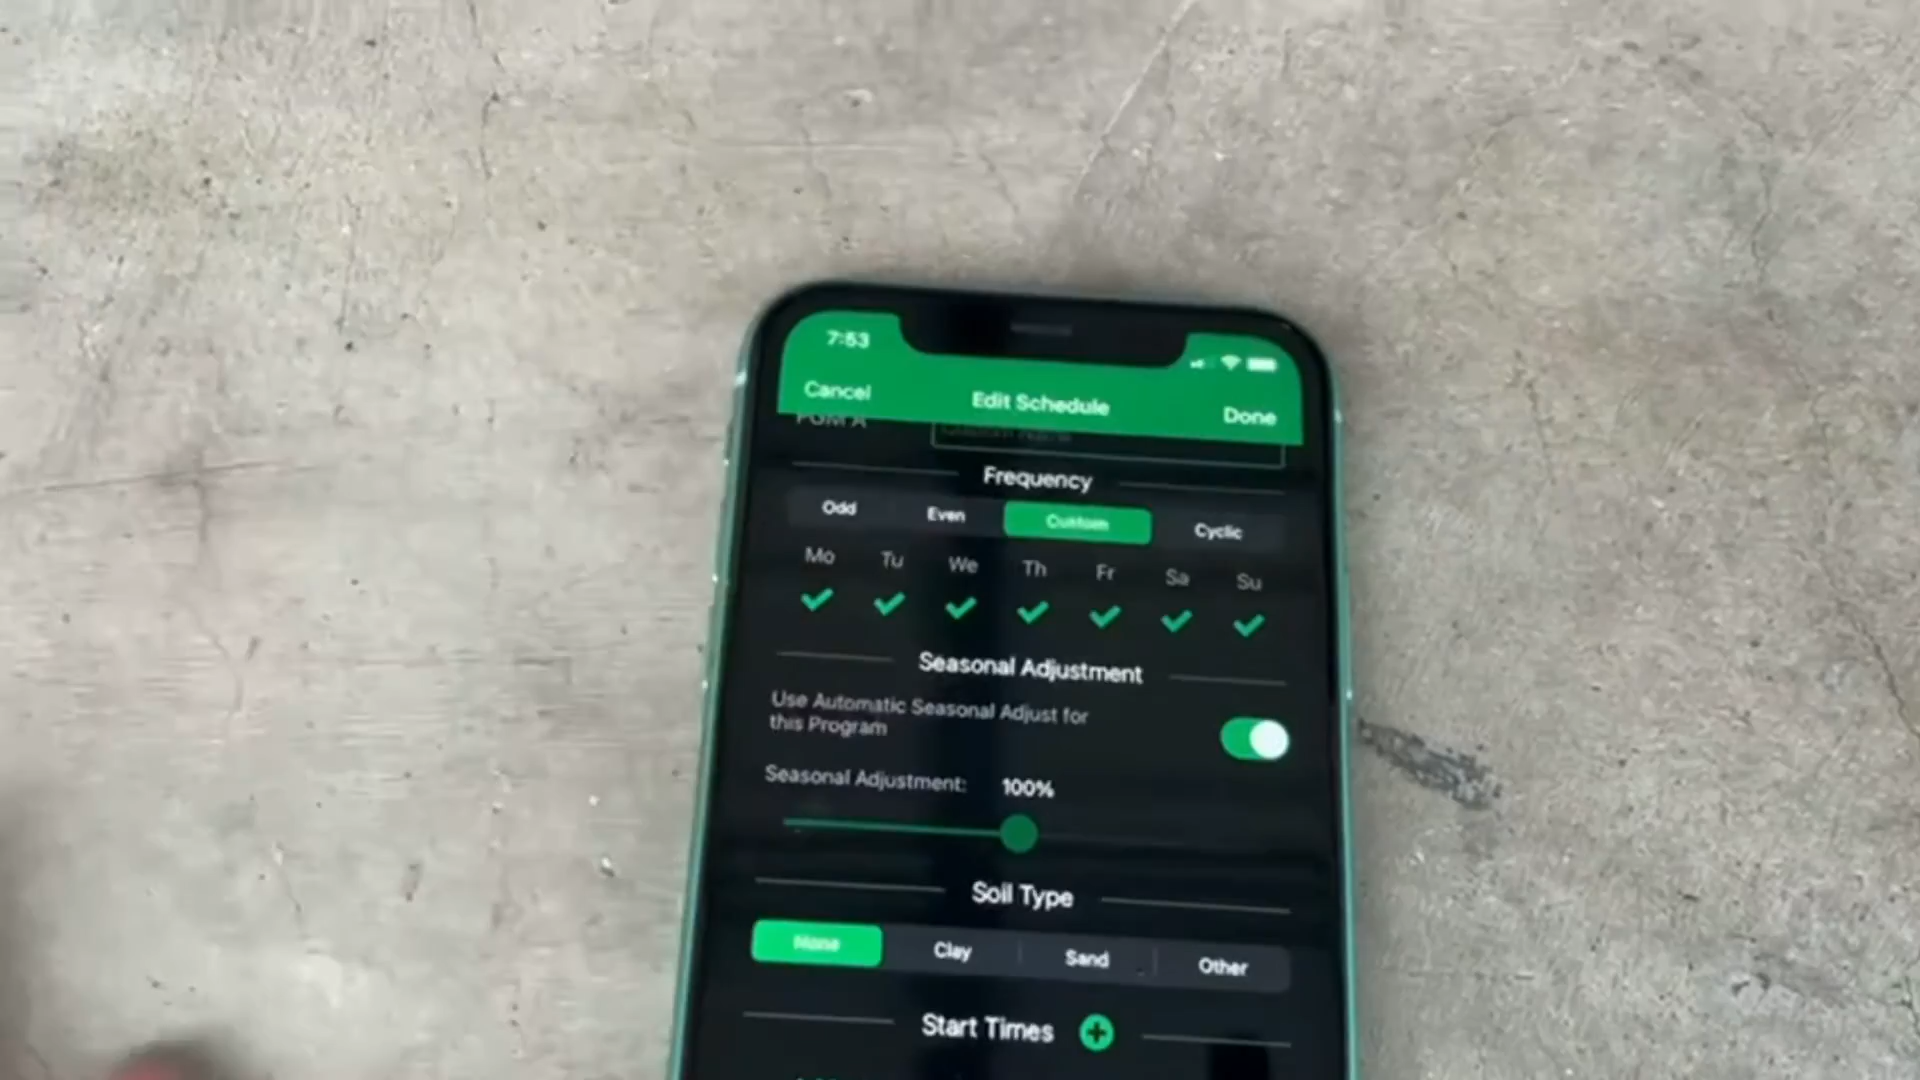 7:53
Cancel Edit Schedule Done
PGM A
Frequency
Odd Even Custom Cyclic
Mo Tu We Th Fr Sa Su
Seasonal Adjustment
Use Automatic Seasonal Adjust for
this Program
Seasonal Adjustment: 100%
Soil Type
None Clay Sand Other
Start Times